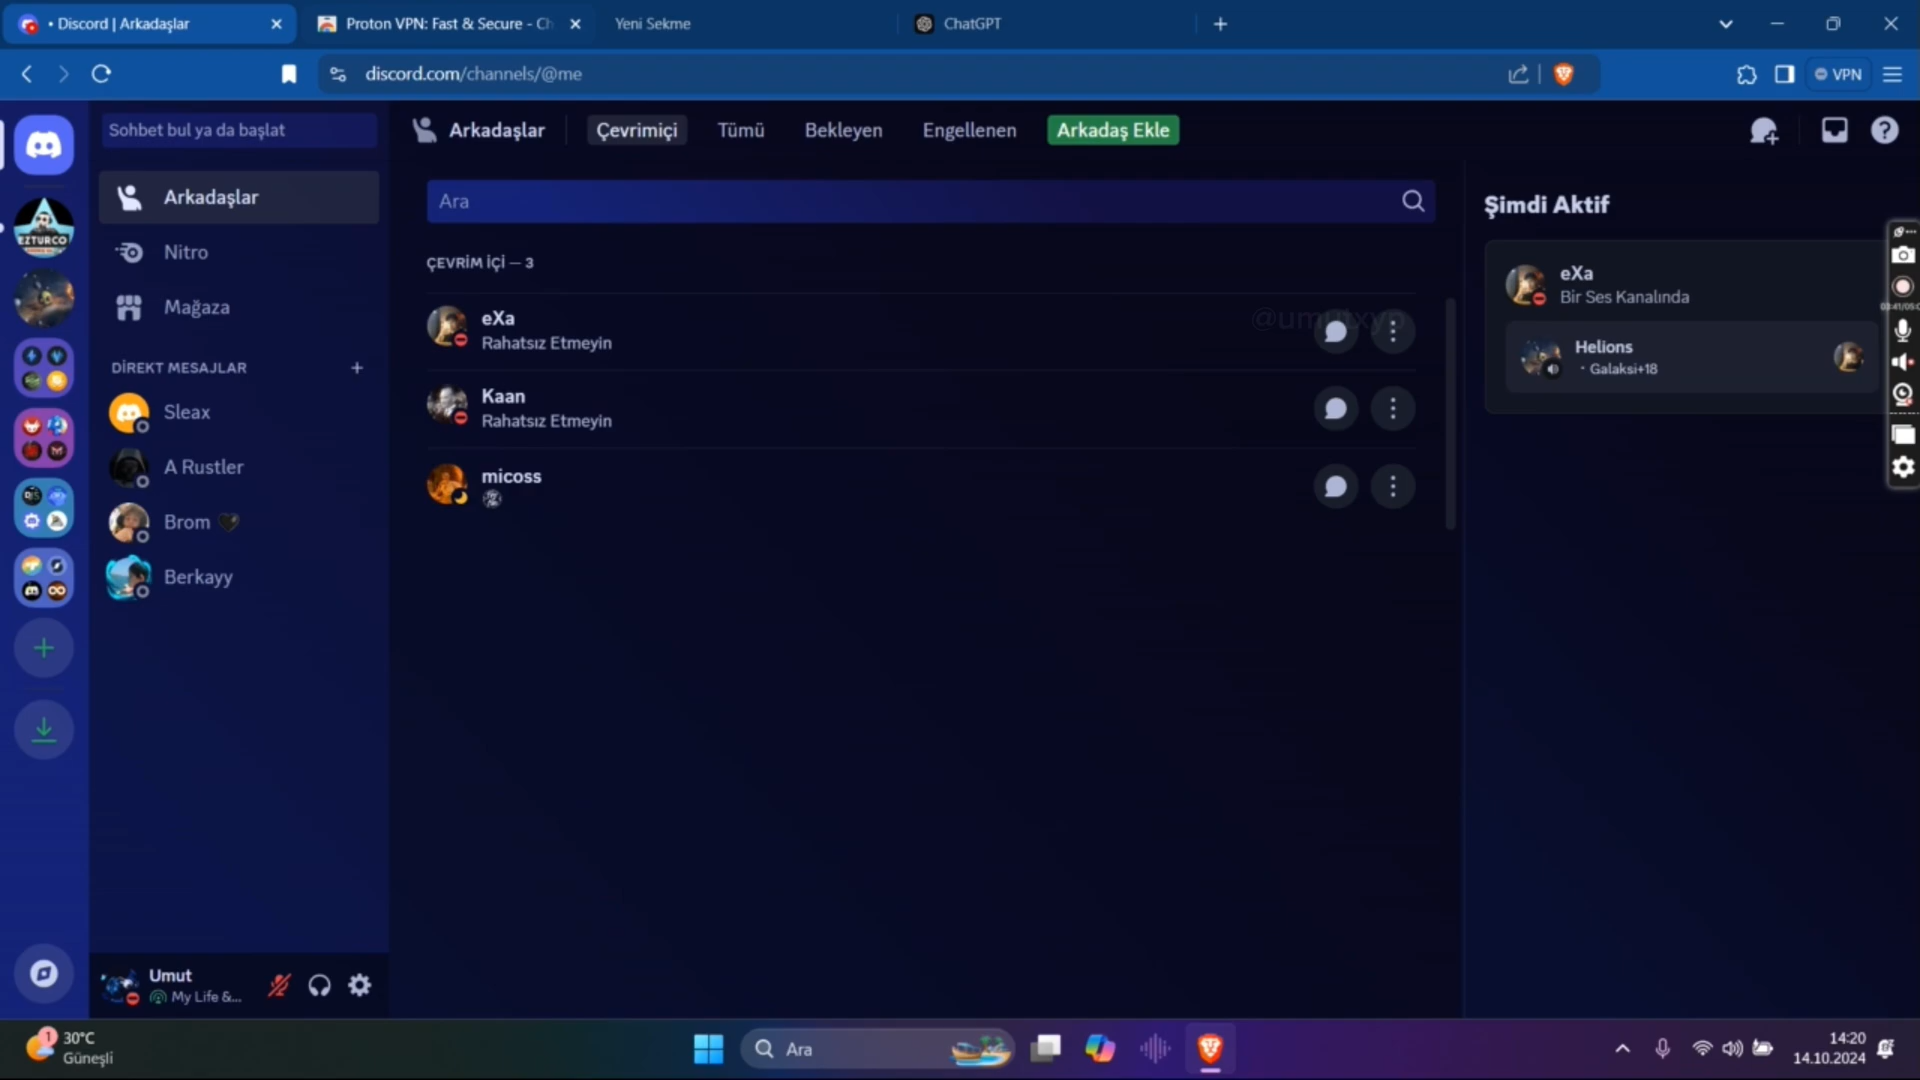 • Discord | Arkadaşlar
Proton VPN: Fast & Secure - Ch
Yeni Sekme
ChatGPT
discord.com/channels/@me
VPN
Sohbet bul ya da başlat
Arkadaşlar
Çevrimiçi
Tümü
Bekleyen
Engellenen
Arkadaş Ekle
Arkadaşlar
Nitro
Mağaza
DİREKT MESAJLAR
Sleax
A Rustler
Brom 🖤
Berkayy
Ara
ÇEVRİM İÇİ — 3
eXa
Rahatsız Etmeyin
@umutxyp
Kaan
Rahatsız Etmeyin
micoss
Şimdi Aktif
eXa
Bir Ses Kanalında
Helions
• Galaksi+18
EZTURCO
Umut
My Life &...
1
30°C
Güneşli
Ara
14:20
14.10.2024